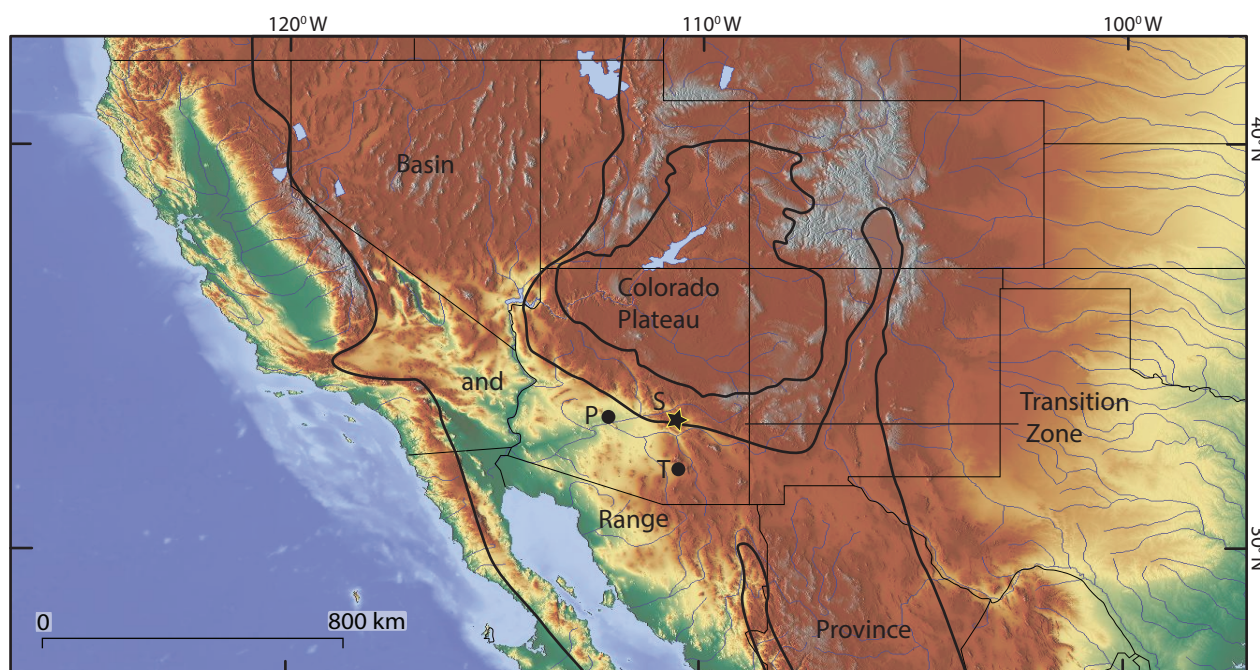 120⁰W
110⁰W
100⁰W
40⁰N
Basin
Colorado
Plateau
and
P
S
Transition
Zone
T
Range
30⁰N
0
800 km
Province